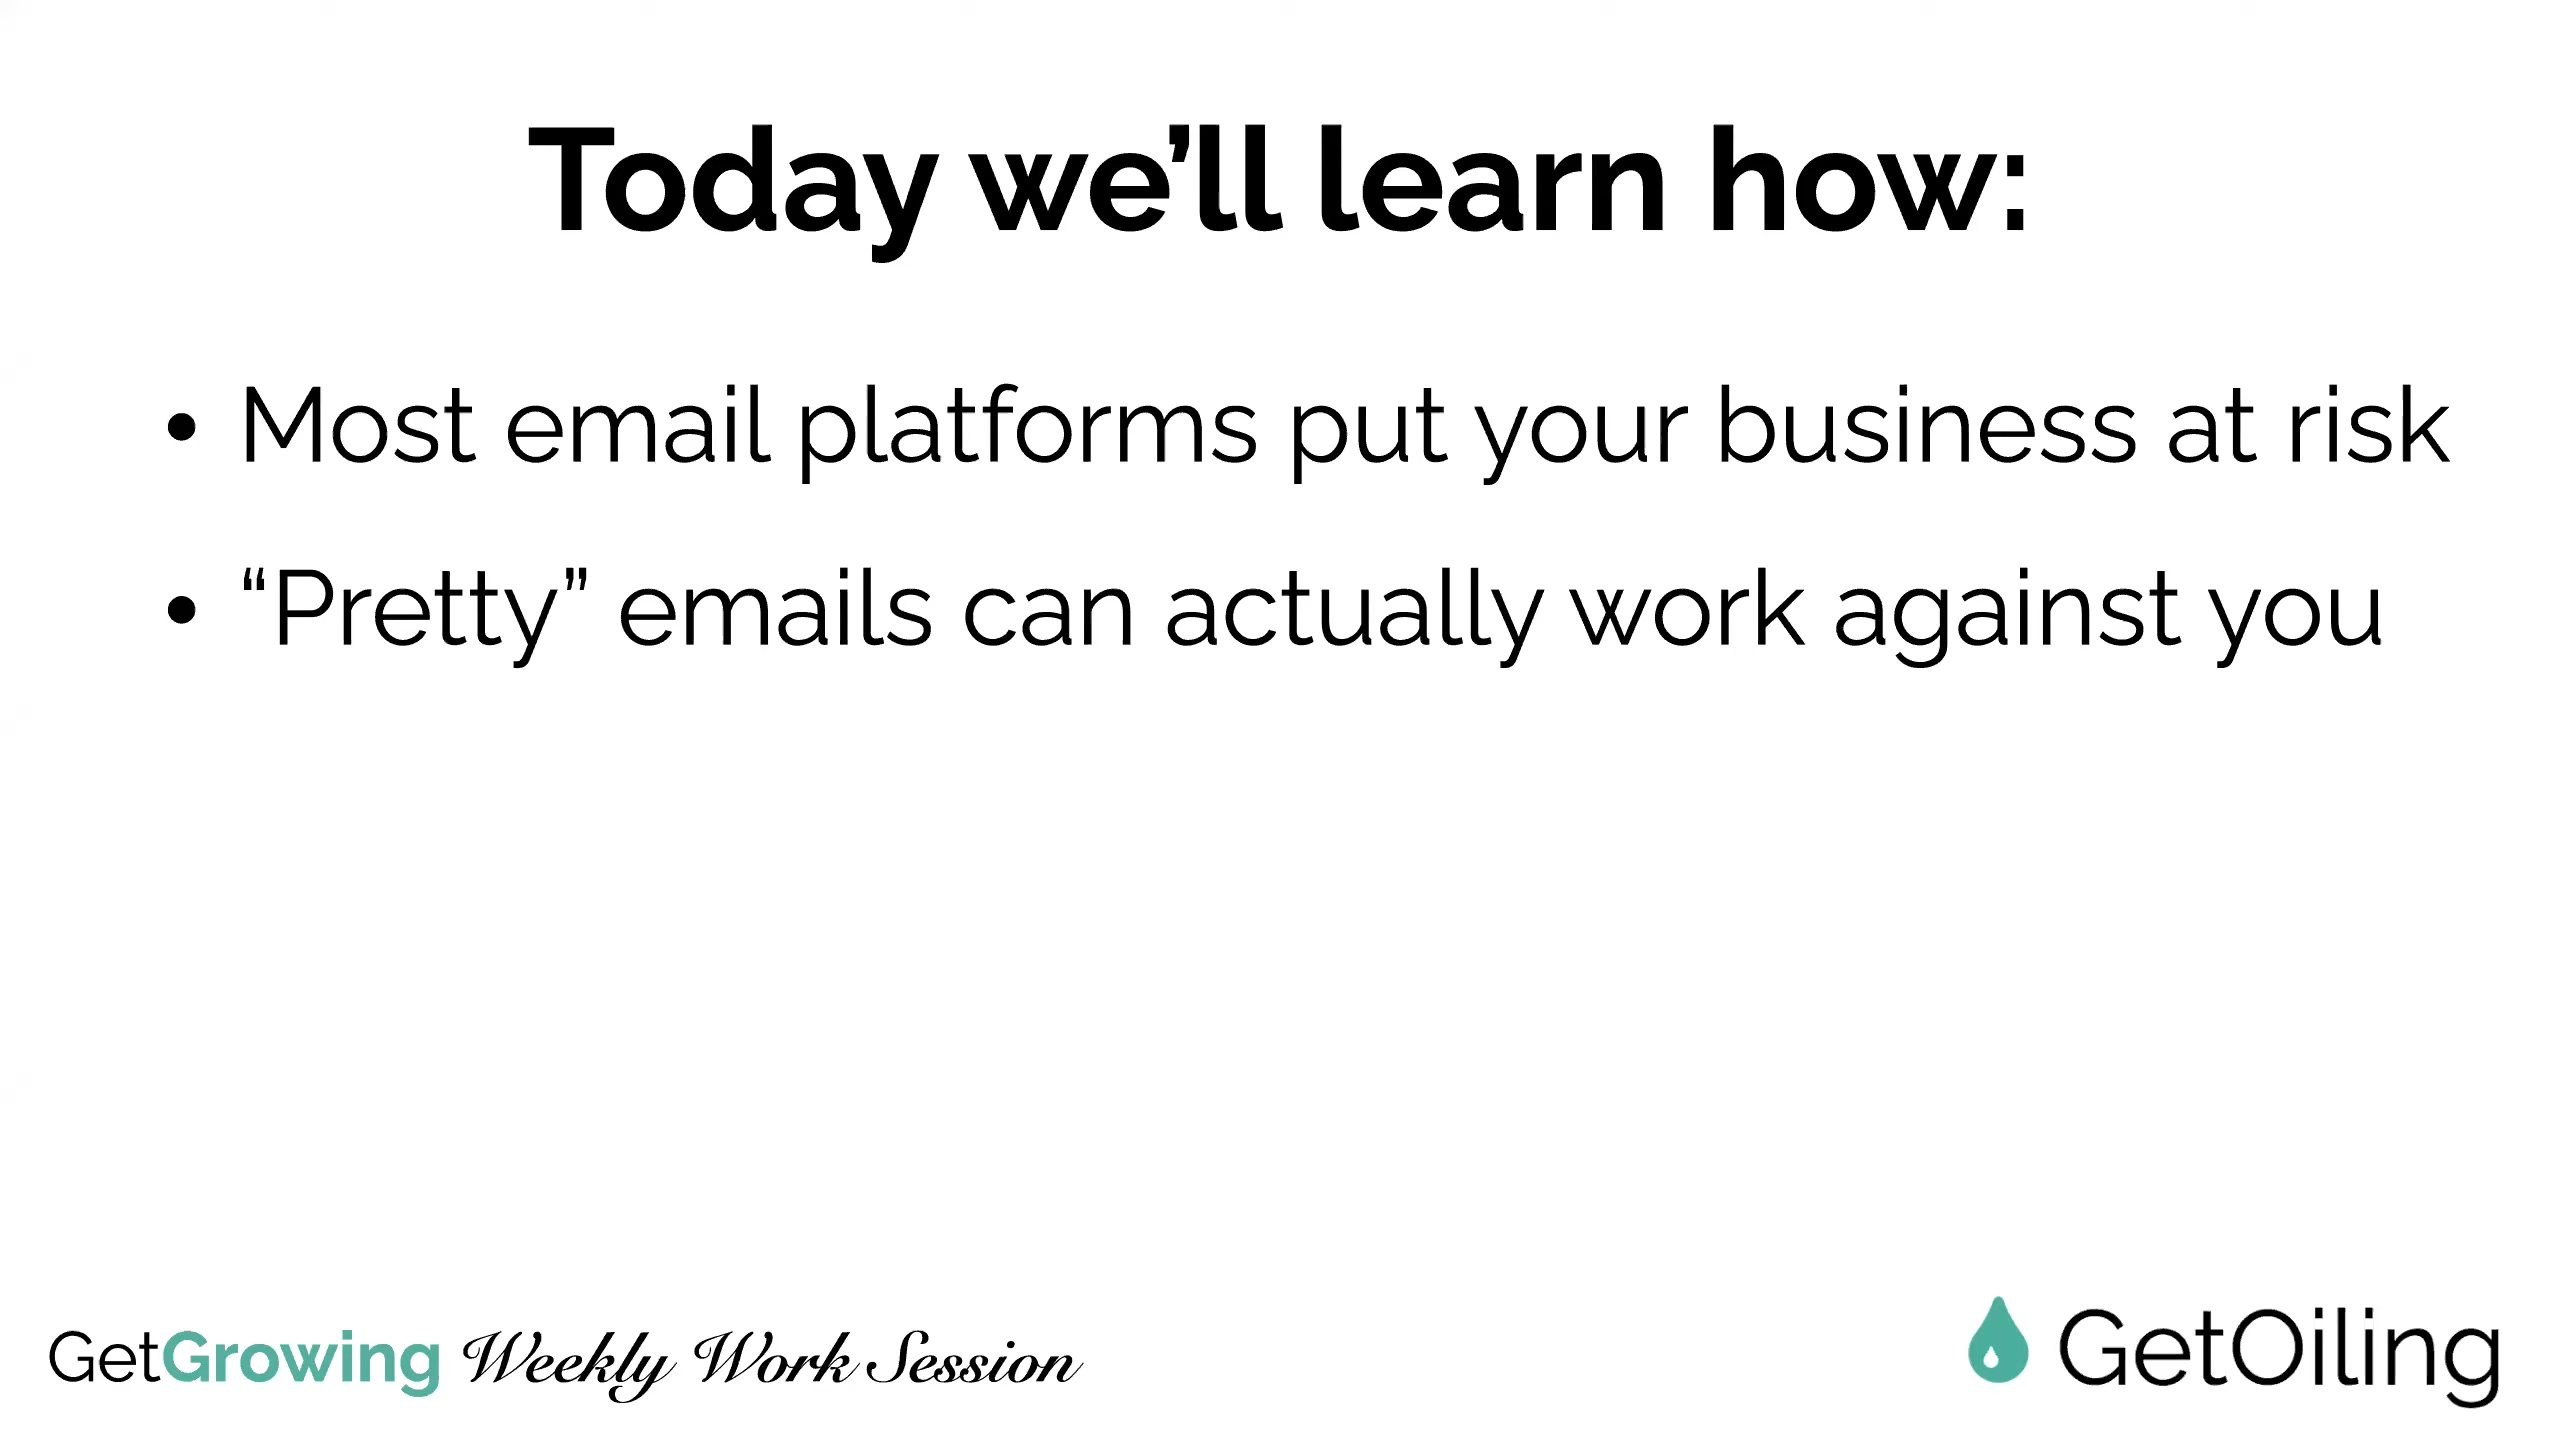 Today we’ll learn how:
• Most email platforms put your business at risk
• “Pretty” emails can actually work against you
GetGrowing Weekly Work Session
GetOiling